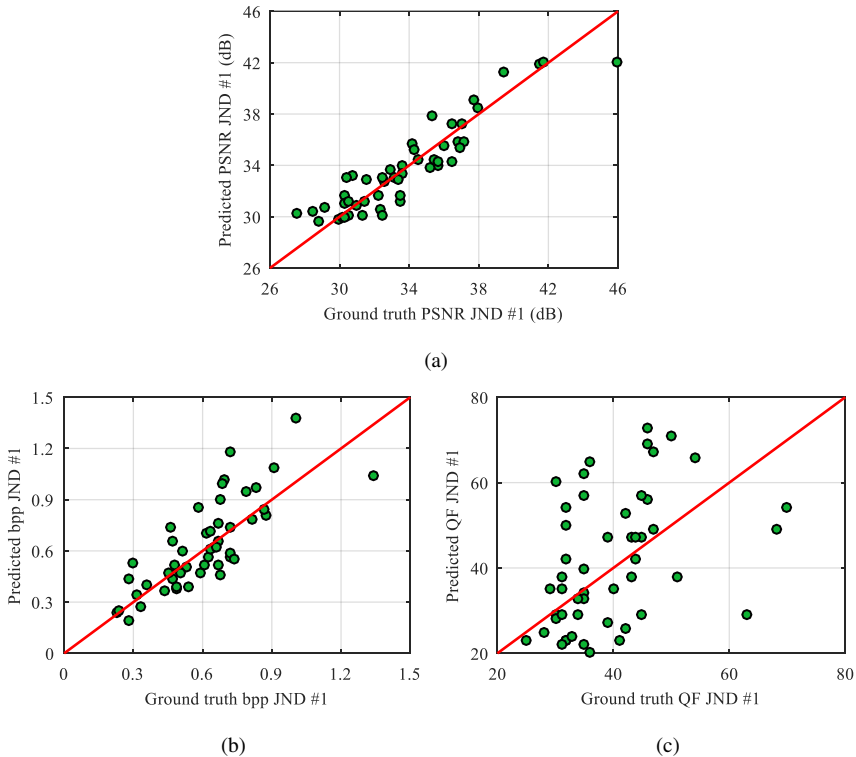 46
42
38
34
30
26
Predicted PSNR JND #1 (dB)
26 30 34 38 42 46
Ground truth PSNR JND #1 (dB)
(a)
1.5
1.2
0.9
0.6
0.3
0
Predicted bpp JND #1
0 0.3 0.6 0.9 1.2 1.5
Ground truth bpp JND #1
(b)
80
60
40
20
Predicted QF JND #1
20 40 60 80
Ground truth QF JND #1
(c)